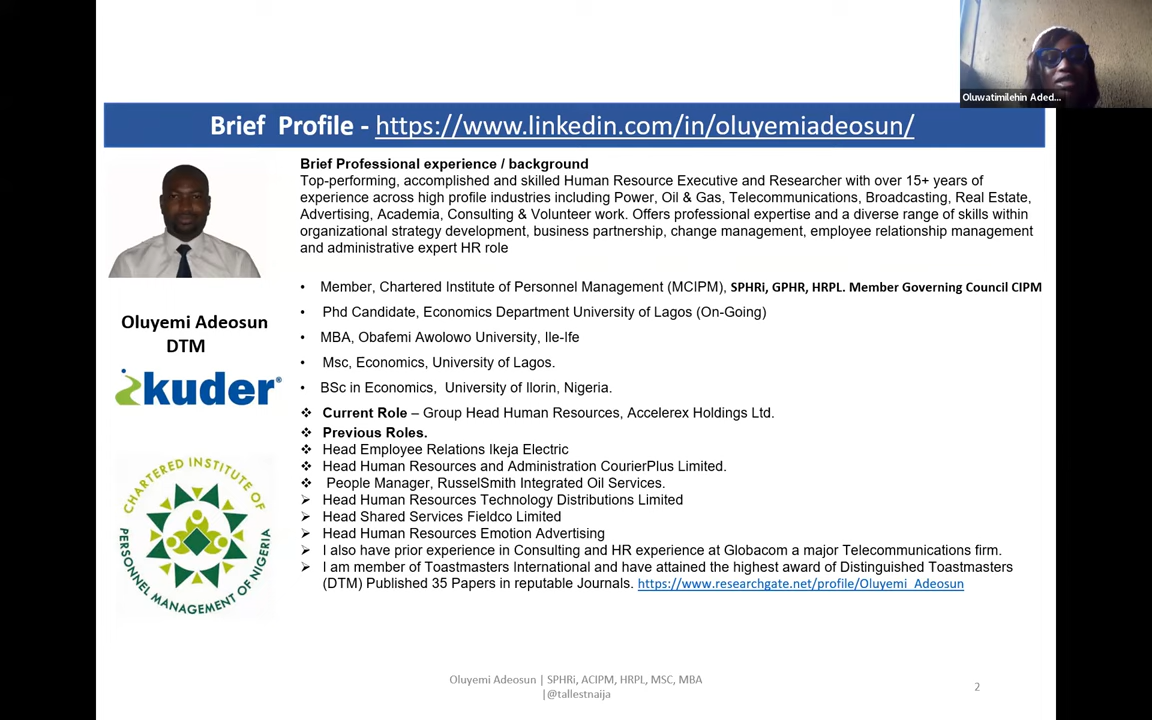 Oluwatimilehin Aded...
Brief Profile - https://www.linkedin.com/in/oluyemiadeosun/
Brief Professional experience / background
Top-performing, accomplished and skilled Human Resource Executive and Researcher with over 15+ years of
experience across high profile industries including Power, Oil & Gas, Telecommunications, Broadcasting, Real Estate,
Advertising, Academia, Consulting & Volunteer work. Offers professional expertise and a diverse range of skills within
organizational strategy development, business partnership, change management, employee relationship management
and administrative expert HR role
• Member, Chartered Institute of Personnel Management (MCIPM), SPHRi, GPHR, HRPL. Member Governing Council CIPM
• Phd Candidate, Economics Department University of Lagos (On-Going)
• MBA, Obafemi Awolowo University, Ile-Ife
• Msc, Economics, University of Lagos.
• BSc in Economics, University of Ilorin, Nigeria.
❖ Current Role – Group Head Human Resources, Accelerex Holdings Ltd.
❖ Previous Roles.
❖ Head Employee Relations Ikeja Electric
❖ Head Human Resources and Administration CourierPlus Limited.
❖ People Manager, RusselSmith Integrated Oil Services.
➢ Head Human Resources Technology Distributions Limited
➢ Head Shared Services Fieldco Limited
➢ Head Human Resources Emotion Advertising
➢ I also have prior experience in Consulting and HR experience at Globacom a major Telecommunications firm.
➢ I am member of Toastmasters International and have attained the highest award of Distinguished Toastmasters
(DTM) Published 35 Papers in reputable Journals. https://www.researchgate.net/profile/Oluyemi_Adeosun
Oluyemi Adeosun
DTM
kuder®
CHARTERED INSTITUTE OF
PERSONNEL MANAGEMENT OF NIGERIA
Oluyemi Adeosun | SPHRi, ACIPM, HRPL, MSC, MBA
|@tallestnaija
2